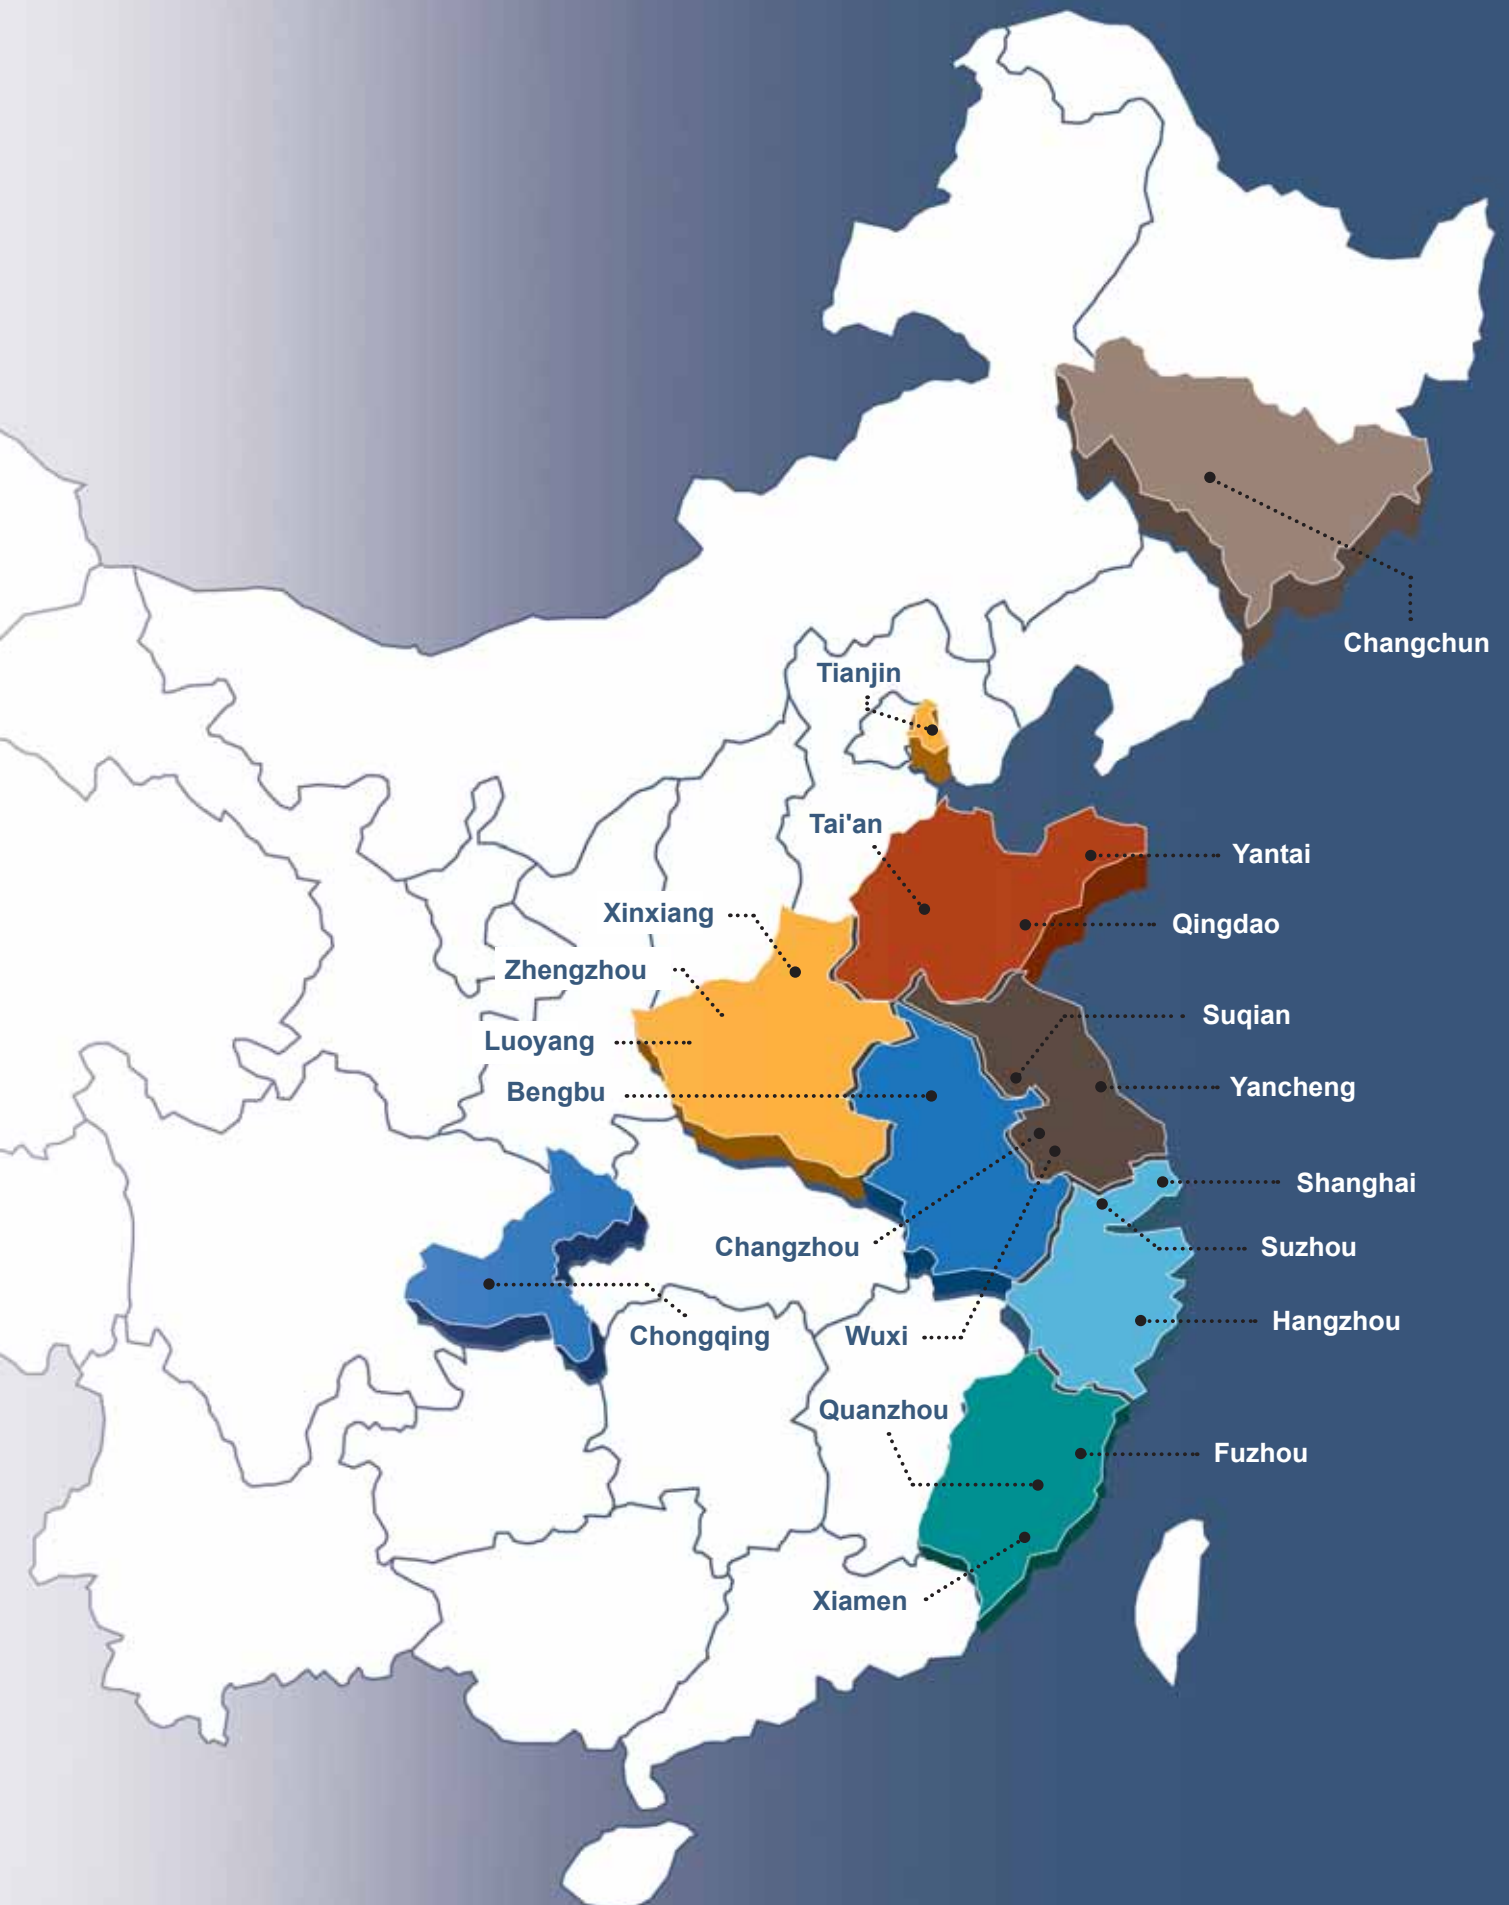 Changchun
Tianjin
Tai'an
Yantai
Xinxiang
Qingdao
Zhengzhou
Suqian
Luoyang
Bengbu
Yancheng
Shanghai
Changzhou
Suzhou
Hangzhou
Chongqing
Wuxi
Quanzhou
Fuzhou
Xiamen